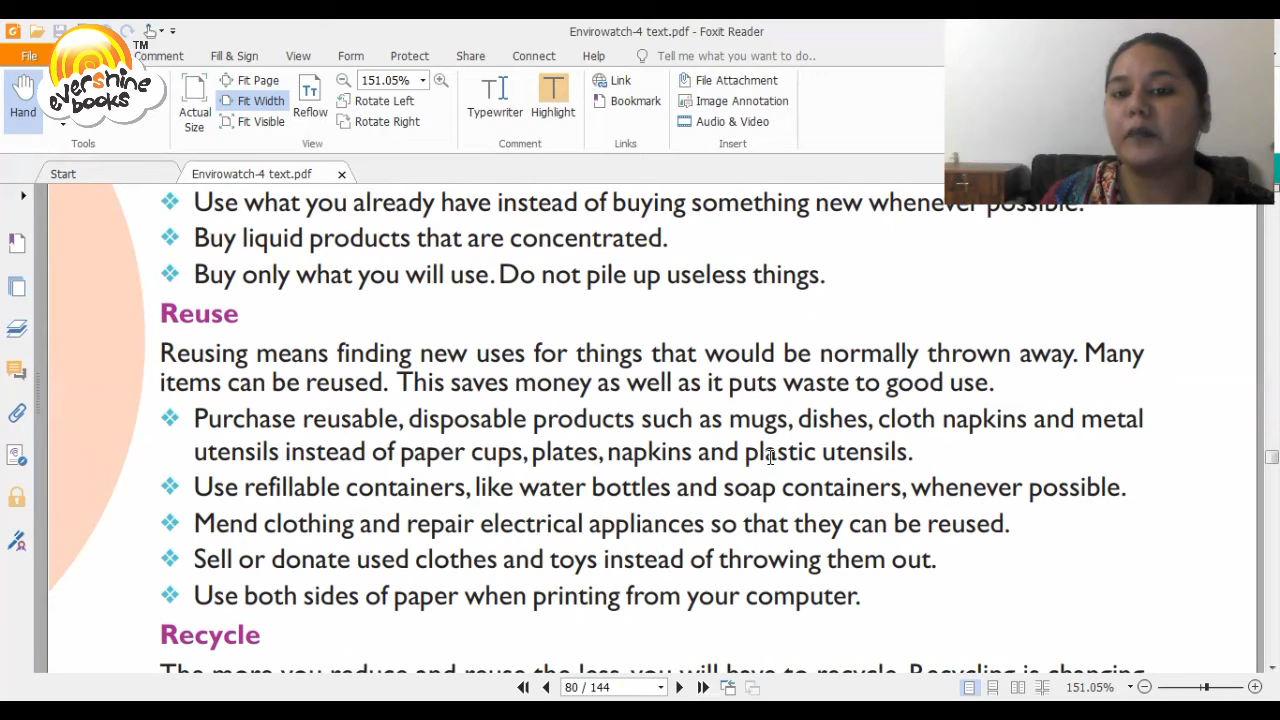 Envirowatch-4 text.pdf - Foxit Reader
File
Comment
Fill & Sign
View
Form
Protect
Share
Connect
Help
Tell me what you want to do..
TM
evershine
books
Hand
Actual
Size
Fit Page
Fit Width
Fit Visible
Reflow
151.05%
Rotate Left
Rotate Right
Typewriter
Highlight
Link
Bookmark
File Attachment
Image Annotation
Audio & Video
Tools
View
Comment
Links
Insert
Start
Envirowatch-4 text.pdf
Use what you already have instead of buying something new whenever possible.
Buy liquid products that are concentrated.
Buy only what you will use. Do not pile up useless things.
Reuse
Reusing means finding new uses for things that would be normally thrown away. Many
items can be reused. This saves money as well as it puts waste to good use.
Purchase reusable, disposable products such as mugs, dishes, cloth napkins and metal
utensils instead of paper cups, plates, napkins and plastic utensils.
Use refillable containers, like water bottles and soap containers, whenever possible.
Mend clothing and repair electrical appliances so that they can be reused.
Sell or donate used clothes and toys instead of throwing them out.
Use both sides of paper when printing from your computer.
Recycle
The more you reduce and reuse the less, you will have to recycle. Recycling is changing
80 / 144
151.05%